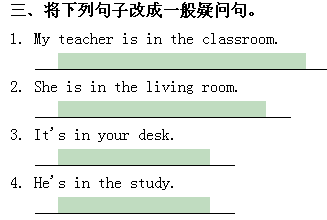 三、将下列句子改成一般疑问句。
1. My teacher is in the classroom.
2. She is in the living room.
3. It's in your desk.
4. He's in the study.